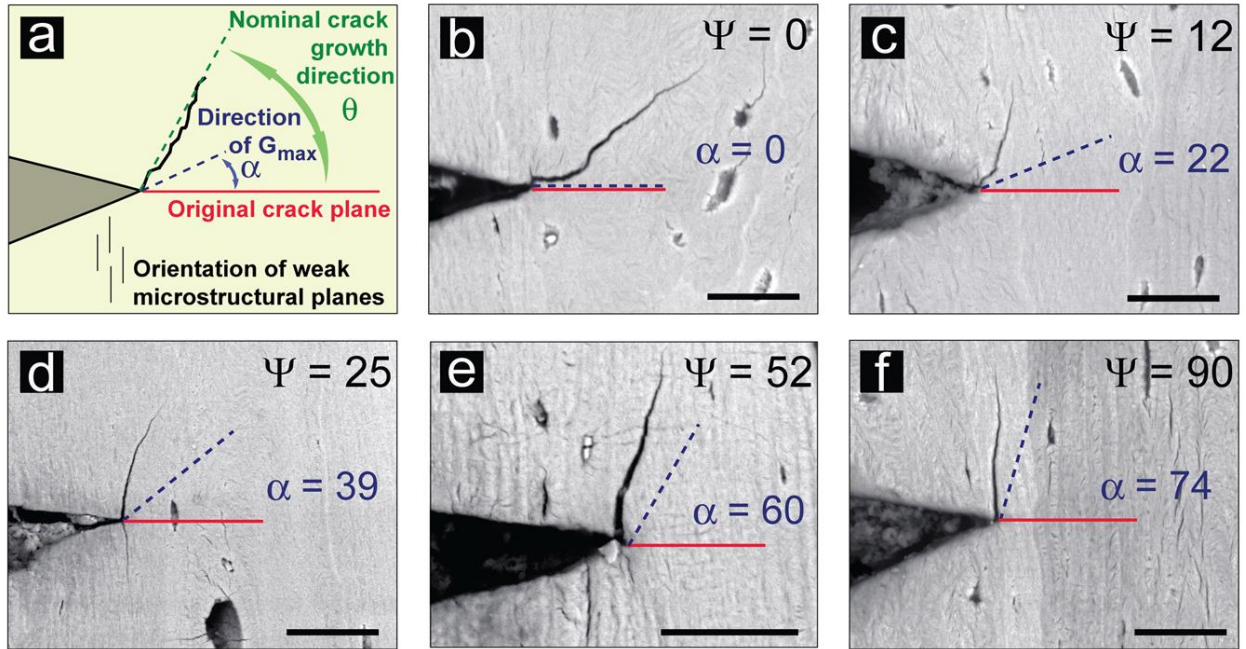 a
Nominal crack
growth
direction
θ
Direction
of Gmax
α
Original crack plane
Orientation of weak
microstructural planes
b
Ψ = 0
α = 0
c
Ψ = 12
α = 22
d
Ψ = 25
α = 39
e
Ψ = 52
α = 60
f
Ψ = 90
α = 74